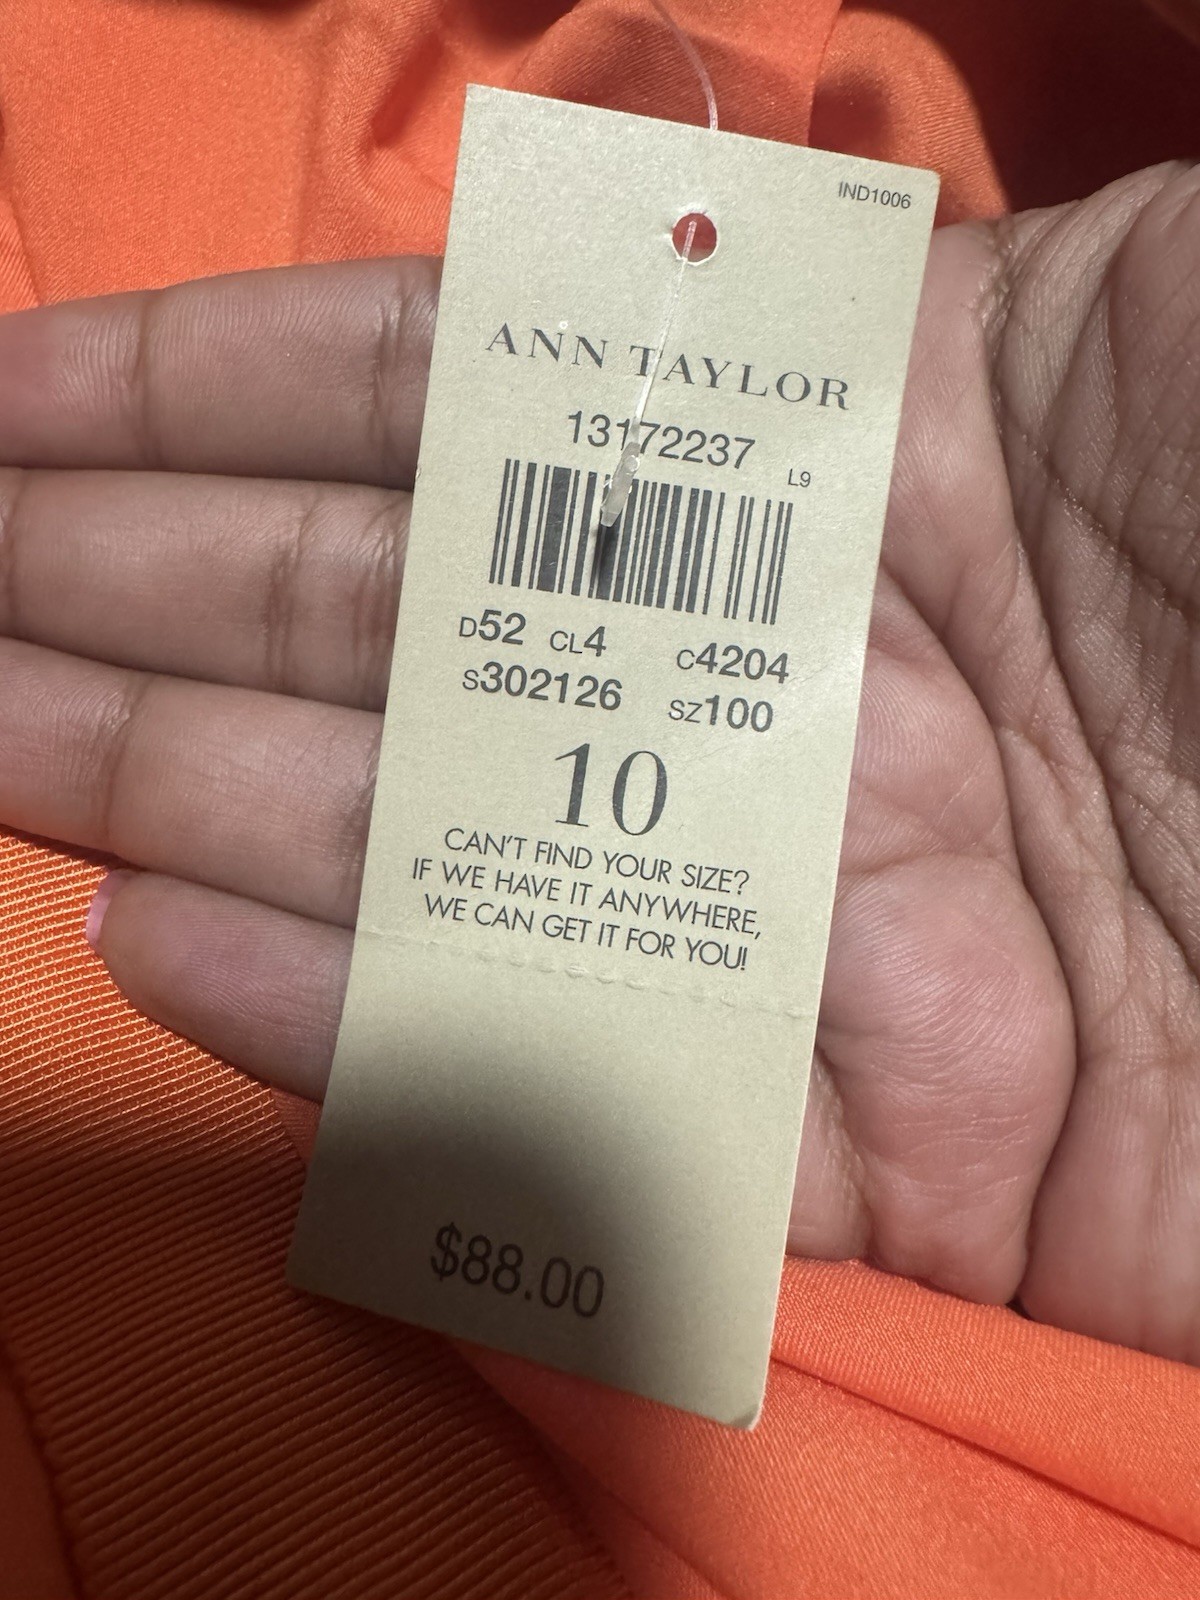 IND1006
ANN TAYLOR
13172237
L9
D52 CL4 C4204
S302126 SZ100
10
CAN'T FIND YOUR SIZE?
IF WE HAVE IT ANYWHERE,
WE CAN GET IT FOR YOU!
$88.00